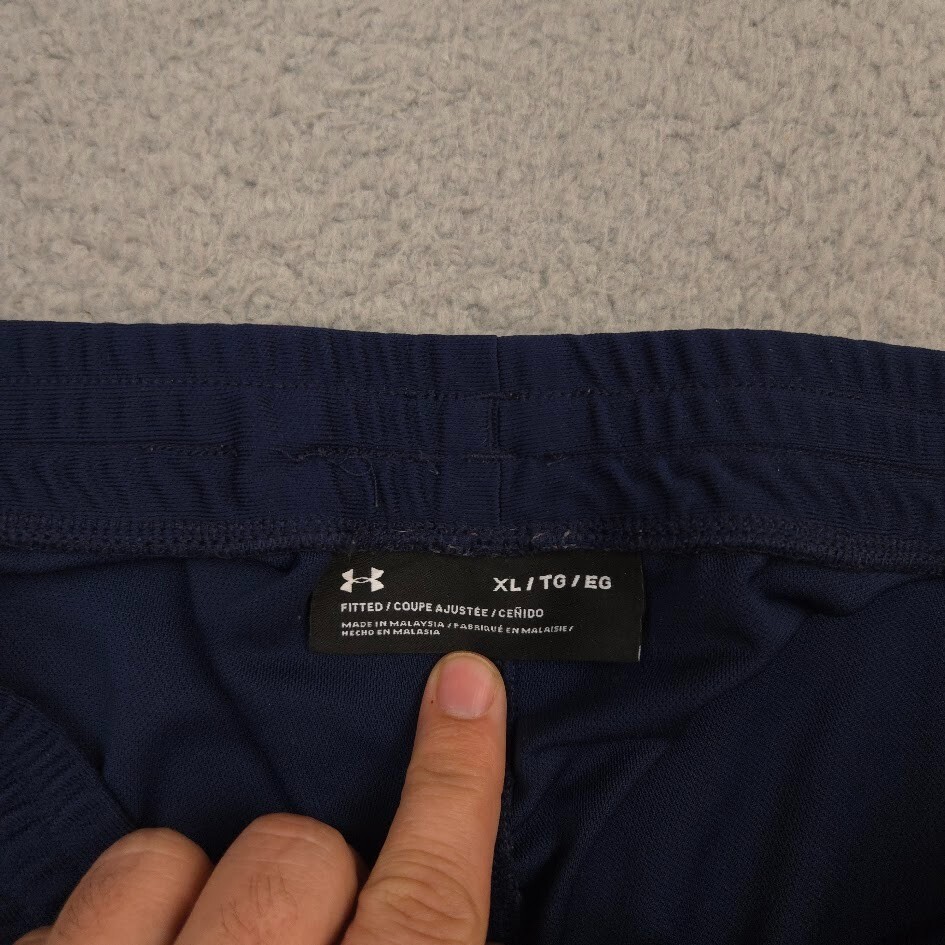 XL / TG / EG
FITTED / COUPE AJUSTÉE / CEÑIDO
MADE IN MALAYSIA / FABRIQUÉ EN MALAISIE /
HECHO EN MALASIA